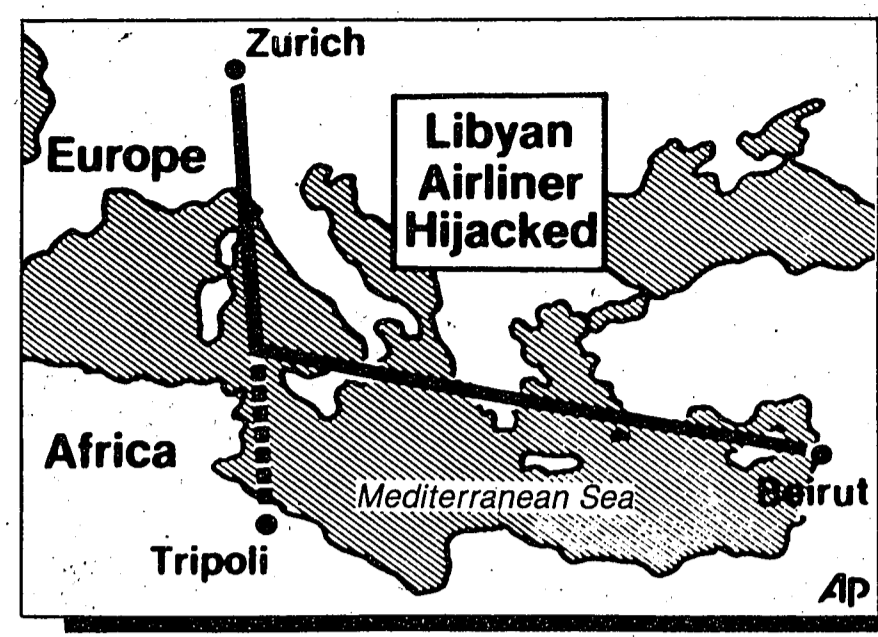 Zurich
Europe
Libyan
Airliner
Hijacked
Africa
Mediterranean Sea
Beirut
Tripoli
AP